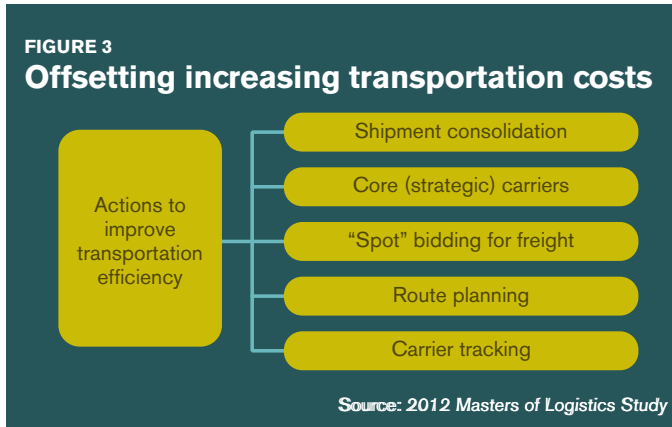 FIGURE 3
Offsetting increasing transportation costs
Actions to
improve
transportation
efficiency
Shipment consolidation
Core (strategic) carriers
“Spot” bidding for freight
Route planning
Carrier tracking
Source: 2012 Masters of Logistics Study